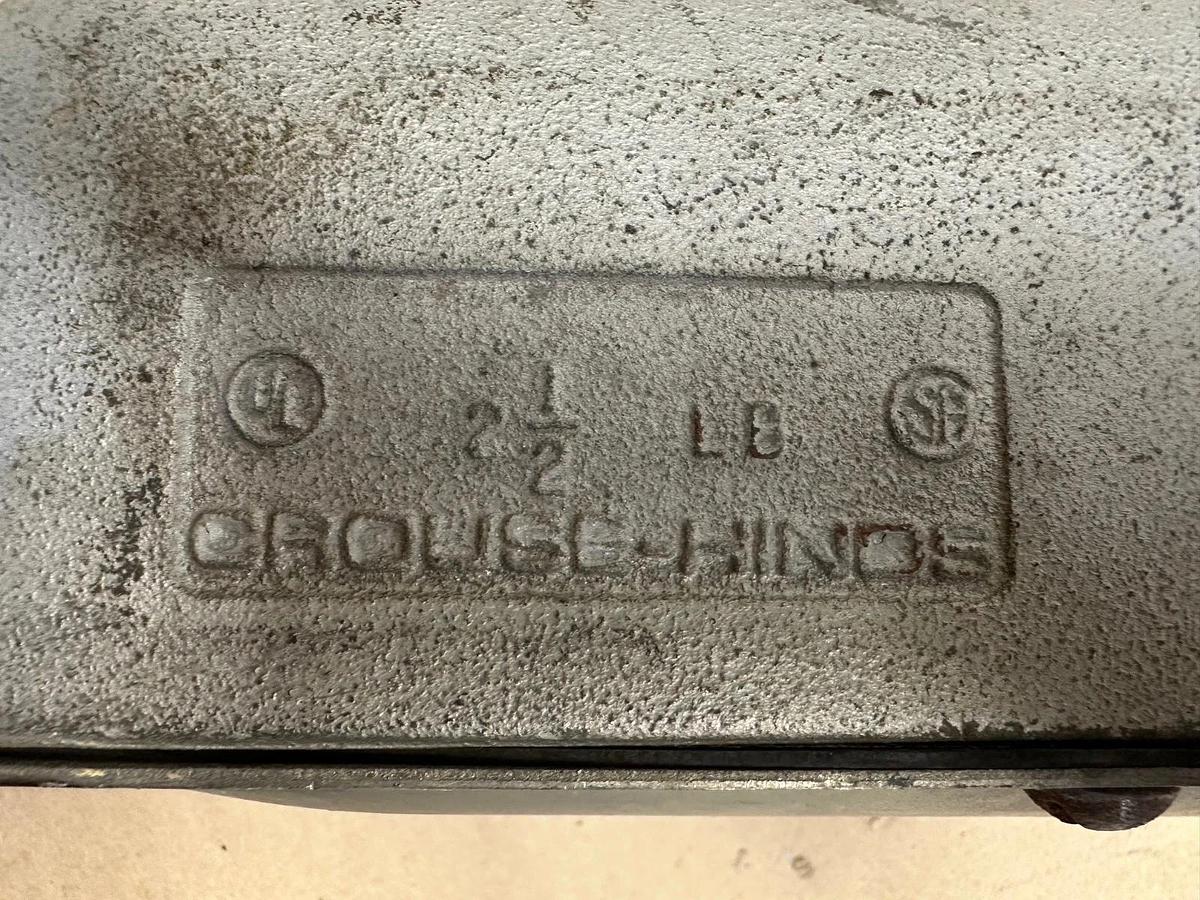 UL 2 1/2 LB SA
CROUSE-HINDS